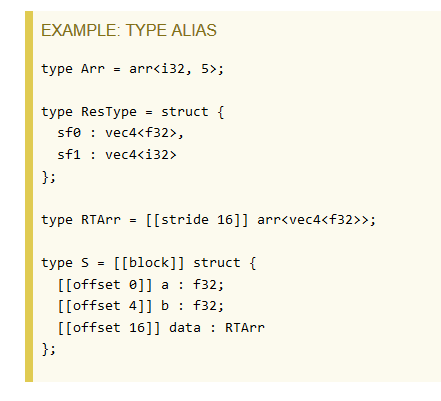 EXAMPLE: TYPE ALIAS
type Arr = arr<i32, 5>;
type ResType = struct {
  sf0 : vec4<f32>,
  sf1 : vec4<i32>
};
type RTArr = [[stride 16]] arr<vec4<f32>>;
type S = [[block]] struct {
  [[offset 0]] a : f32;
  [[offset 4]] b : f32;
  [[offset 16]] data : RTArr
};